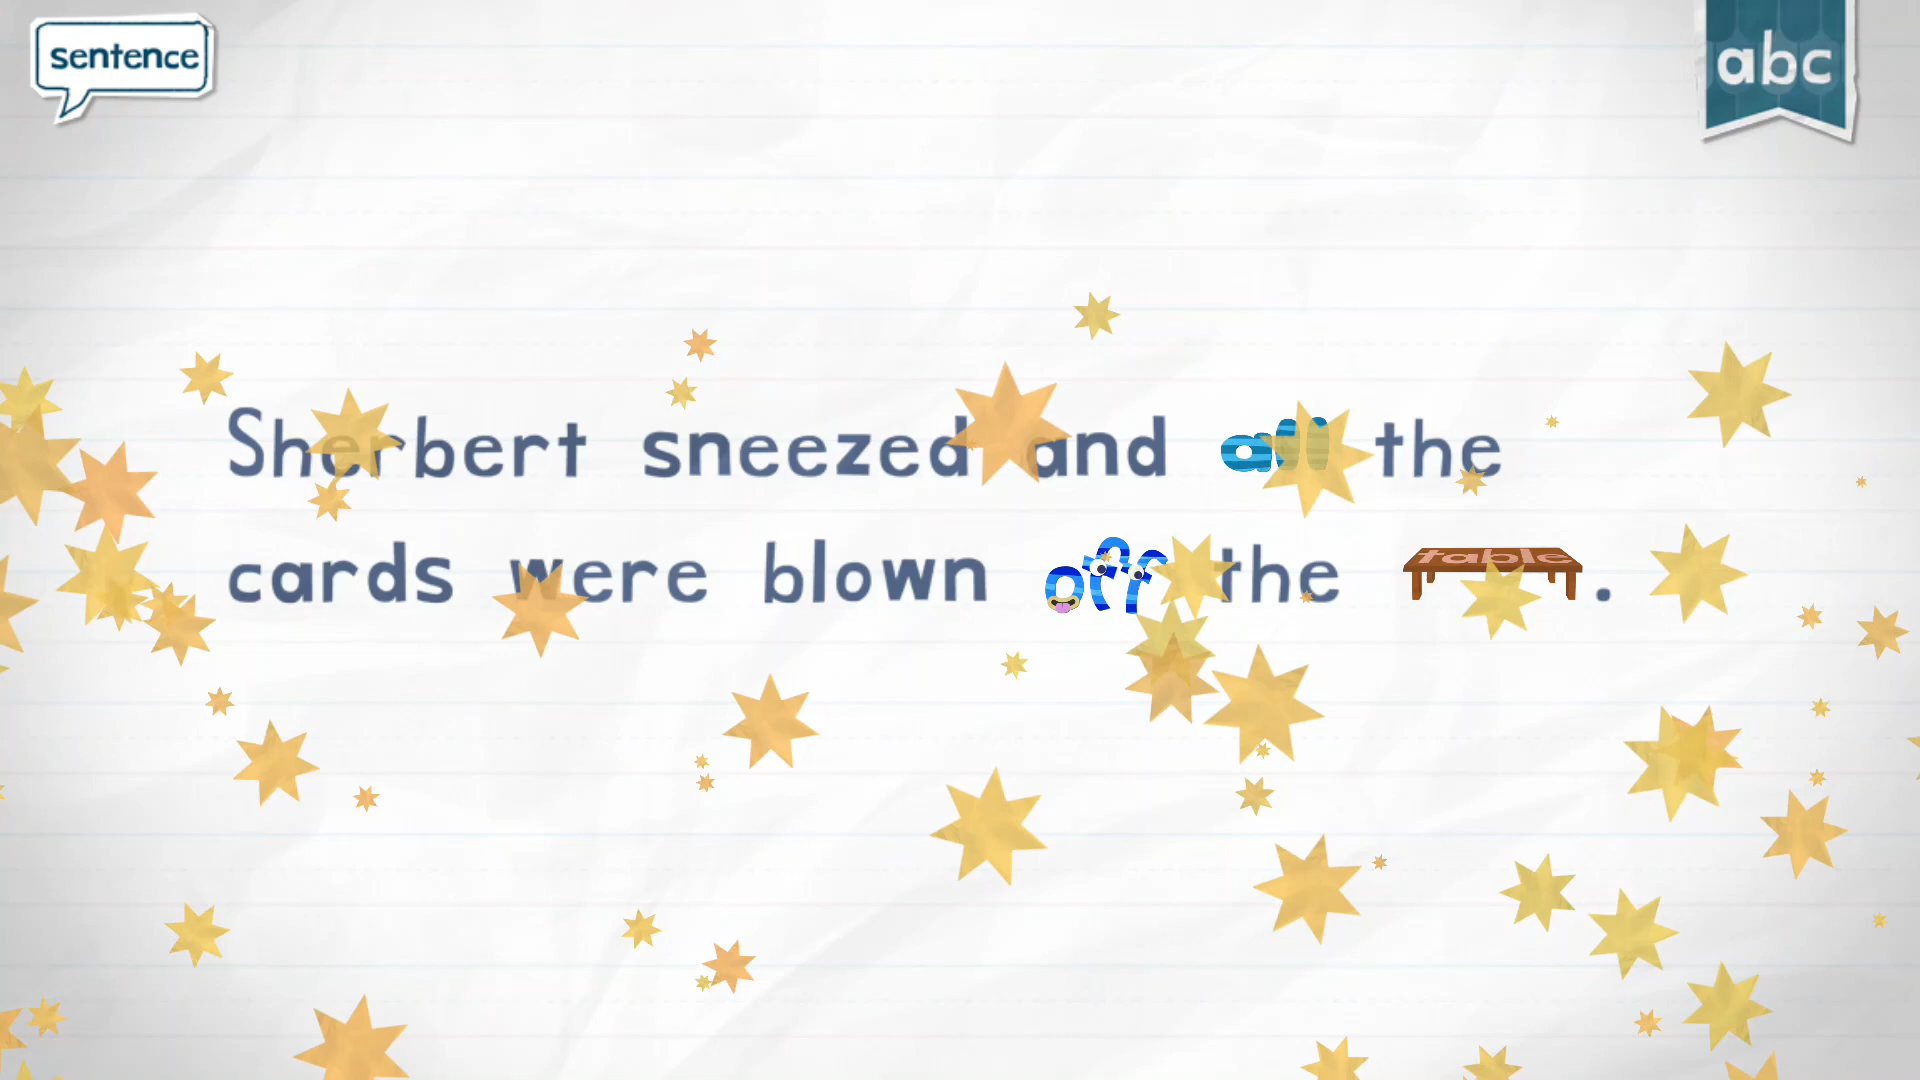 sentence
abc
Sherbert sneezed and all the
cards were blown off the table.